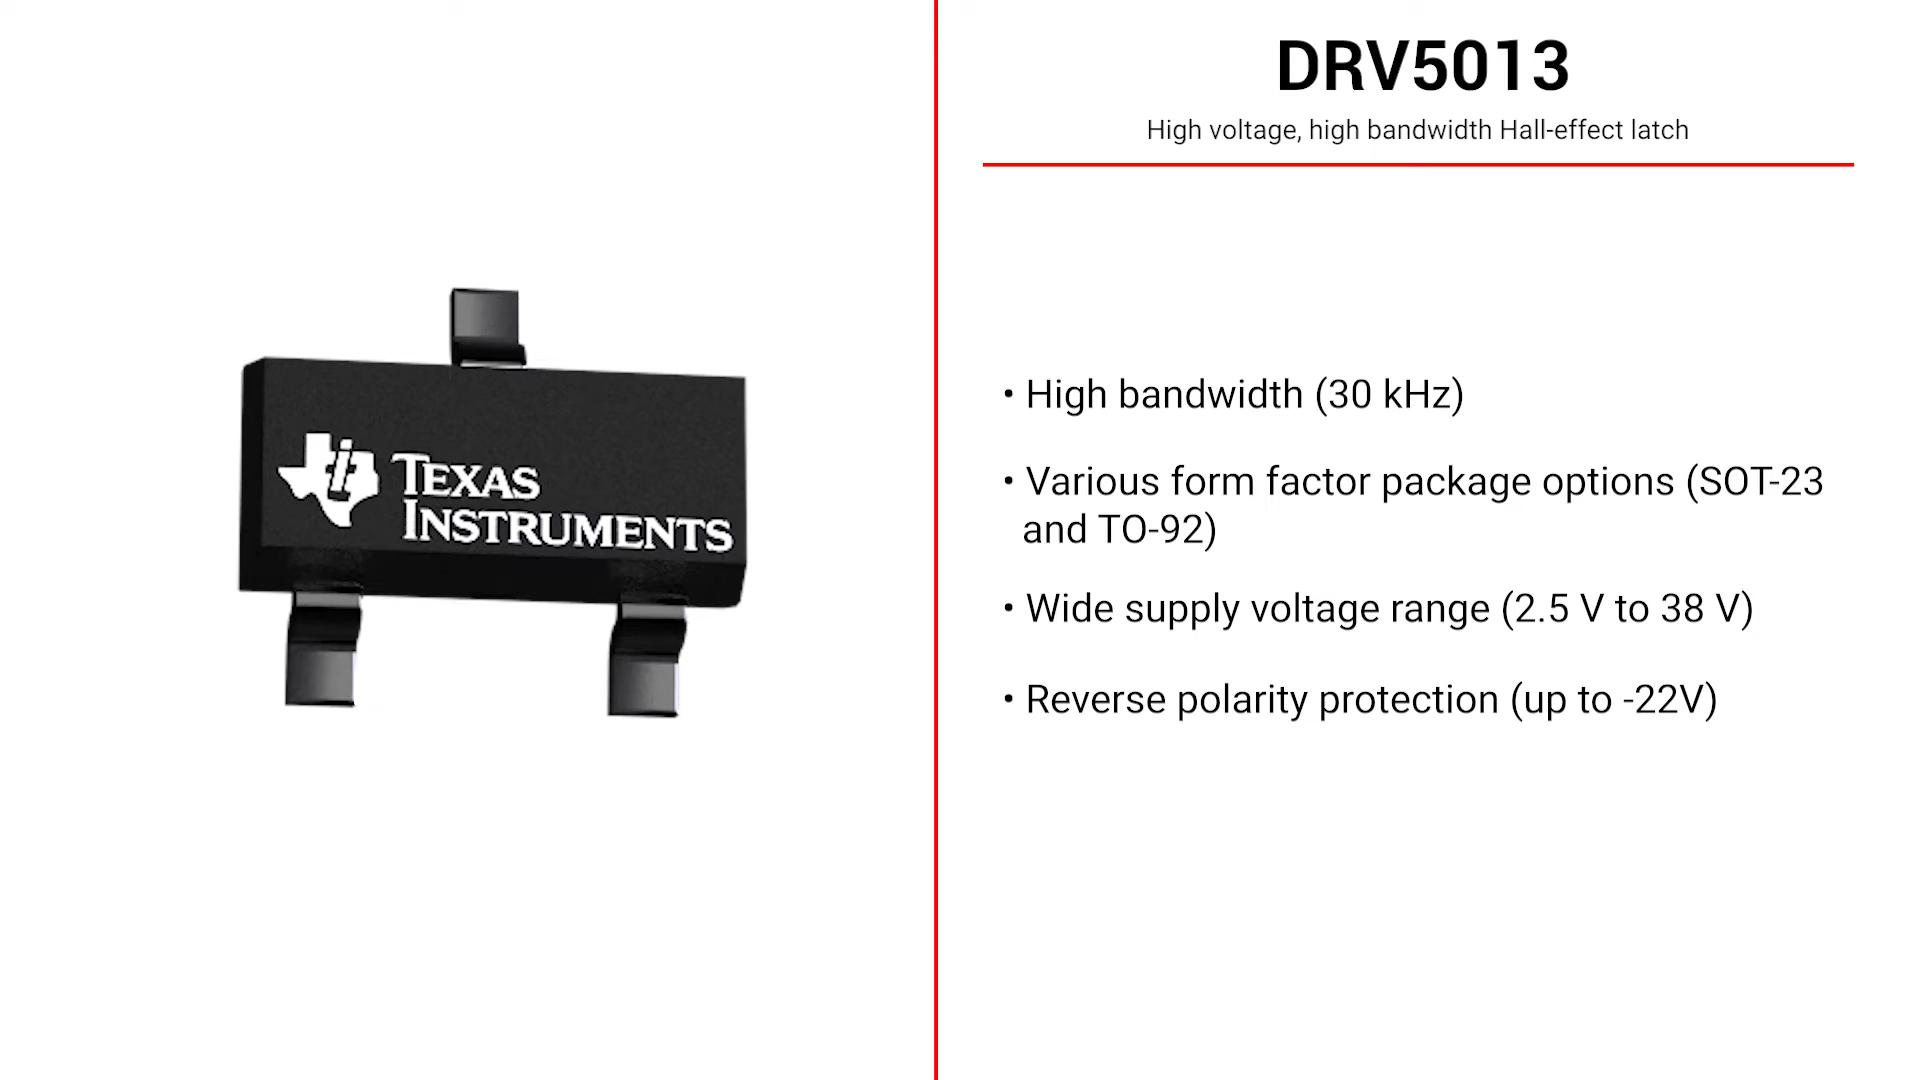 TEXAS
INSTRUMENTS
DRV5013
High voltage, high bandwidth Hall-effect latch
• High bandwidth (30 kHz)
• Various form factor package options (SOT-23
and TO-92)
• Wide supply voltage range (2.5 V to 38 V)
• Reverse polarity protection (up to -22V)